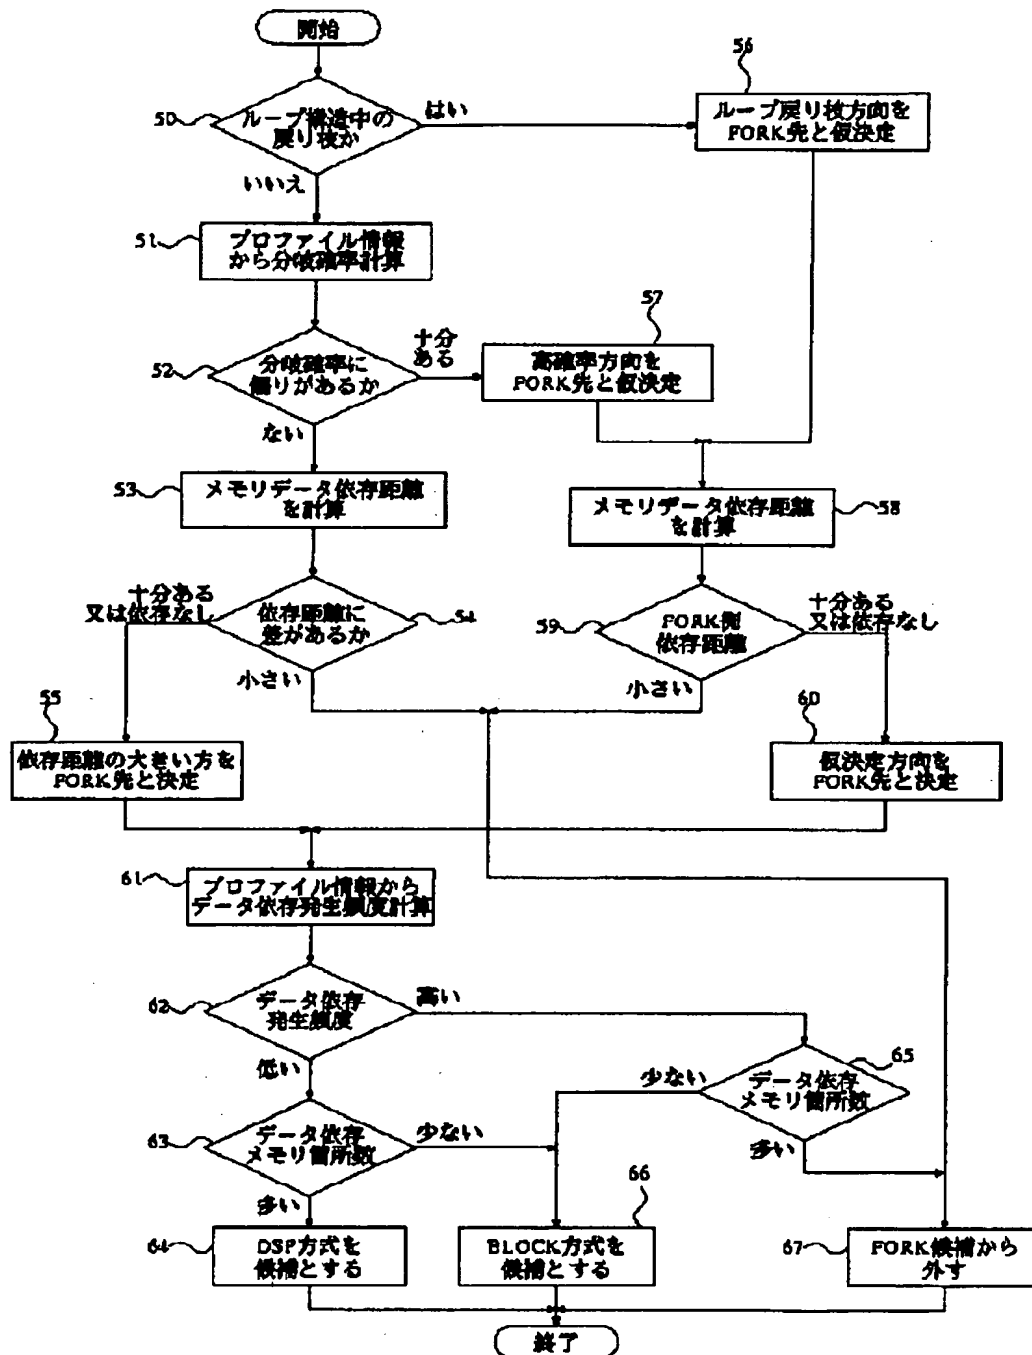 開始
50
ループ構造中の
戻り枝か
はい
56
ループ戻り枝方向を
FORK先と仮決定
いいえ
51
プロファイル情報
から分岐確率計算
52
分岐確率に
偏りがあるか
十分
ある
57
高確率方向を
FORK先と仮決定
ない
53
メモリデータ依存距離
を計算
メモリデータ依存距離
を計算
58
十分ある
又は依存なし
依存距離に
差があるか
54
59
FORK側
依存距離
十分ある
又は依存なし
小さい
小さい
55
依存距離の大きい方を
FORK先と決定
60
仮決定方向を
FORK先と決定
61
プロファイル情報から
データ依存発生頻度計算
62
データ依存
発生頻度
高い
低い
65
データ依存
メモリ箇所数
少ない
多い
63
データ依存
メモリ箇所数
少ない
多い
64
DSP方式を
候補とする
66
BLOCK方式を
候補とする
67
FORK候補から
外す
終了